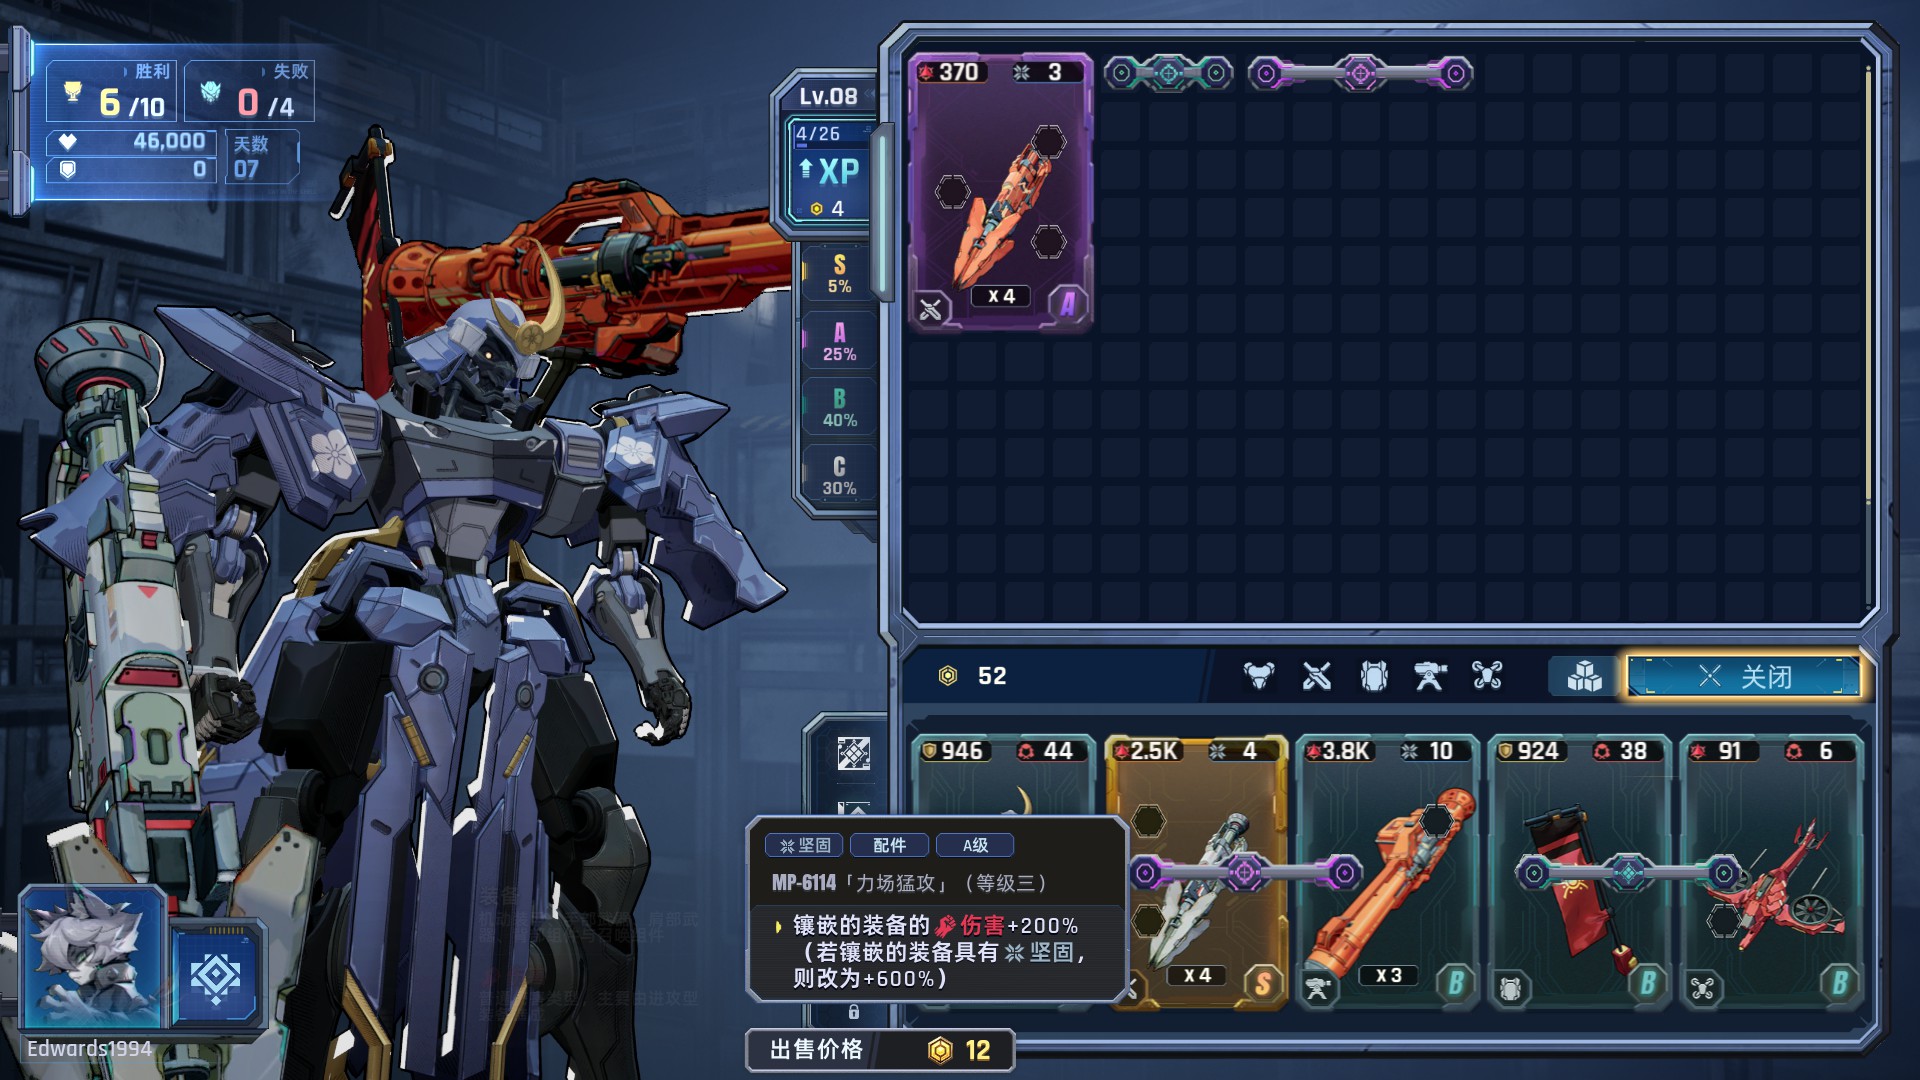 胜利
6 /10
失败
0 /4
46,000
0
天数
07
Lv.08
4/26
XP
4
S
5%
A
25%
B
40%
C
30%
370
3
x 4
A
52
关闭
946
44
2.5K
4
x 4
S
3.8K
10
x 3
B
924
38
B
91
6
B
坚固
配件
A级
MP-6114「力场猛攻」（等级三）
镶嵌的装备的伤害+200%
（若镶嵌的装备具有坚固，
则改为+600%）
出售价格
12
Edwards1994